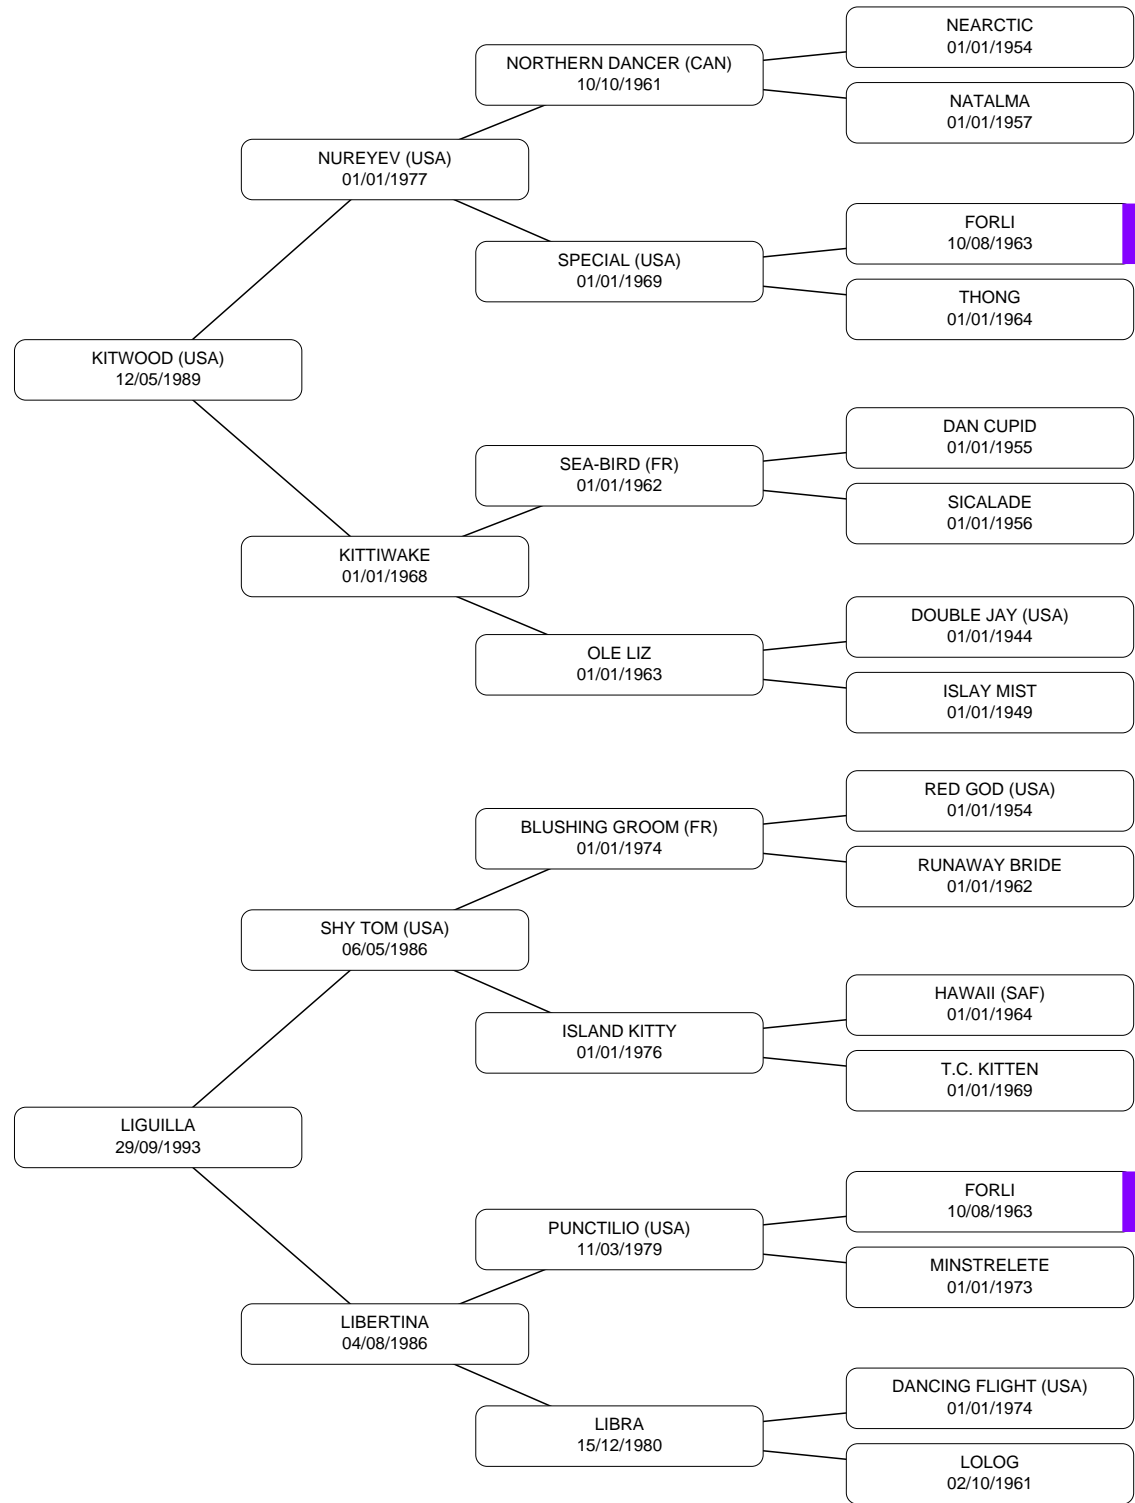 NEARCTIC
01/01/1954
NORTHERN DANCER (CAN)
10/10/1961
NATALMA
01/01/1957
NUREYEV (USA)
01/01/1977
FORLI
10/08/1963
SPECIAL (USA)
01/01/1969
THONG
01/01/1964
KITWOOD (USA)
12/05/1989
DAN CUPID
01/01/1955
SEA-BIRD (FR)
01/01/1962
SICALADE
01/01/1956
KITTIWAKE
01/01/1968
DOUBLE JAY (USA)
01/01/1944
OLE LIZ
01/01/1963
ISLAY MIST
01/01/1949
RED GOD (USA)
01/01/1954
BLUSHING GROOM (FR)
01/01/1974
RUNAWAY BRIDE
01/01/1962
SHY TOM (USA)
06/05/1986
HAWAII (SAF)
01/01/1964
ISLAND KITTY
01/01/1976
T.C. KITTEN
01/01/1969
LIGUILLA
29/09/1993
FORLI
10/08/1963
PUNCTILIO (USA)
11/03/1979
MINSTRELETE
01/01/1973
LIBERTINA
04/08/1986
DANCING FLIGHT (USA)
01/01/1974
LIBRA
15/12/1980
LOLOG
02/10/1961